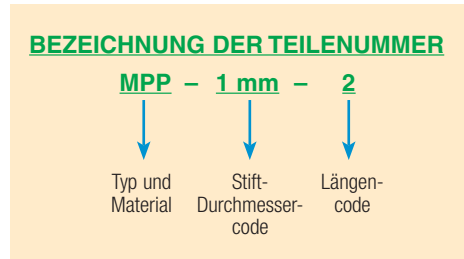 BEZEICHNUNG DER TEILENUMMER
MPP – 1 mm – 2
Typ und Stift- Längen-
Material Durchmesser- code
code